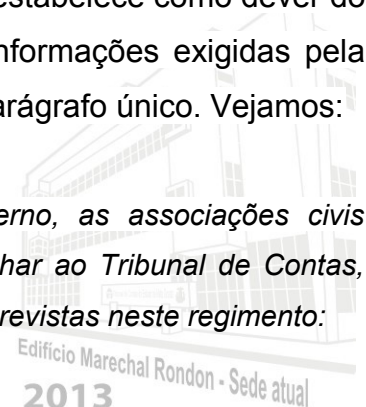 estabelece como dever do
nformações exigidas pela
arágrafo único. Vejamos:
erno, as associações civis
har ao Tribunal de Contas,
revistas neste regimento:
Edifício Marechal Rondon - Sede atual
2013